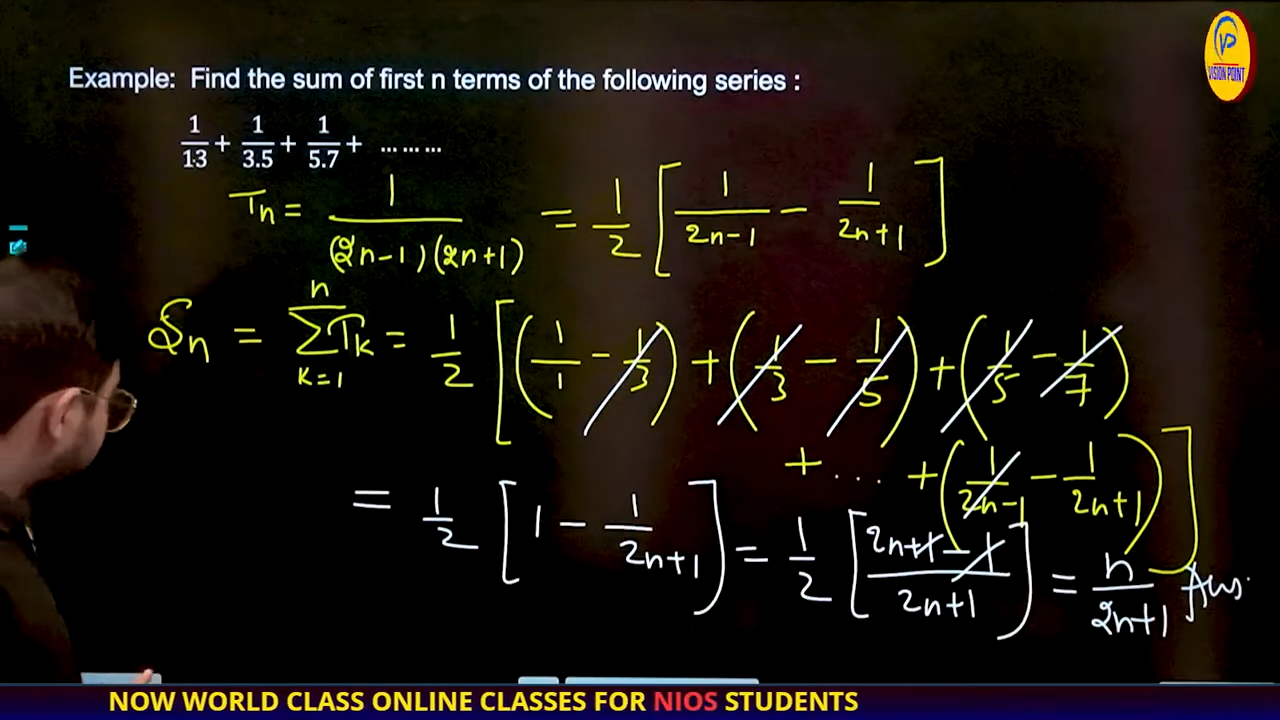 VP
VISION POINT
Example: Find the sum of first n terms of the following series :
1/1.3 + 1/3.5 + 1/5.7 + ... ... ...
Tn = 1/(2n-1)(2n+1) = 1/2 [1/2n-1 - 1/2n+1]
Sn = n∑k=1 Tk = 1/2 [(1/1 - 1/3) + (1/3 - 1/5) + (1/5 - 1/7)
+ ... + (1/2n-1 - 1/2n+1)]
= 1/2 [1 - 1/2n+1] = 1/2 [2n+1-1/2n+1] = n/2n+1 Ans.
NOW WORLD CLASS ONLINE CLASSES FOR NIOS STUDENTS